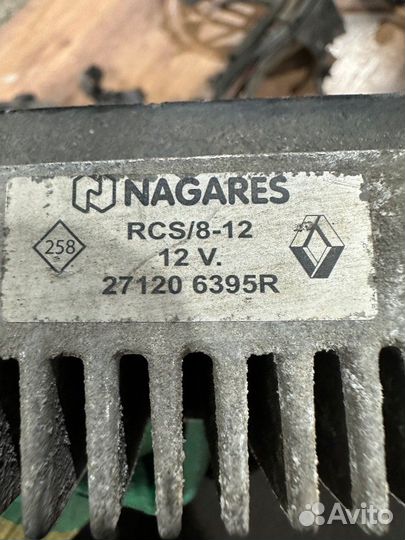 NAGARES
RCS/8-12
258
12 V.
27120 6395R
Avito